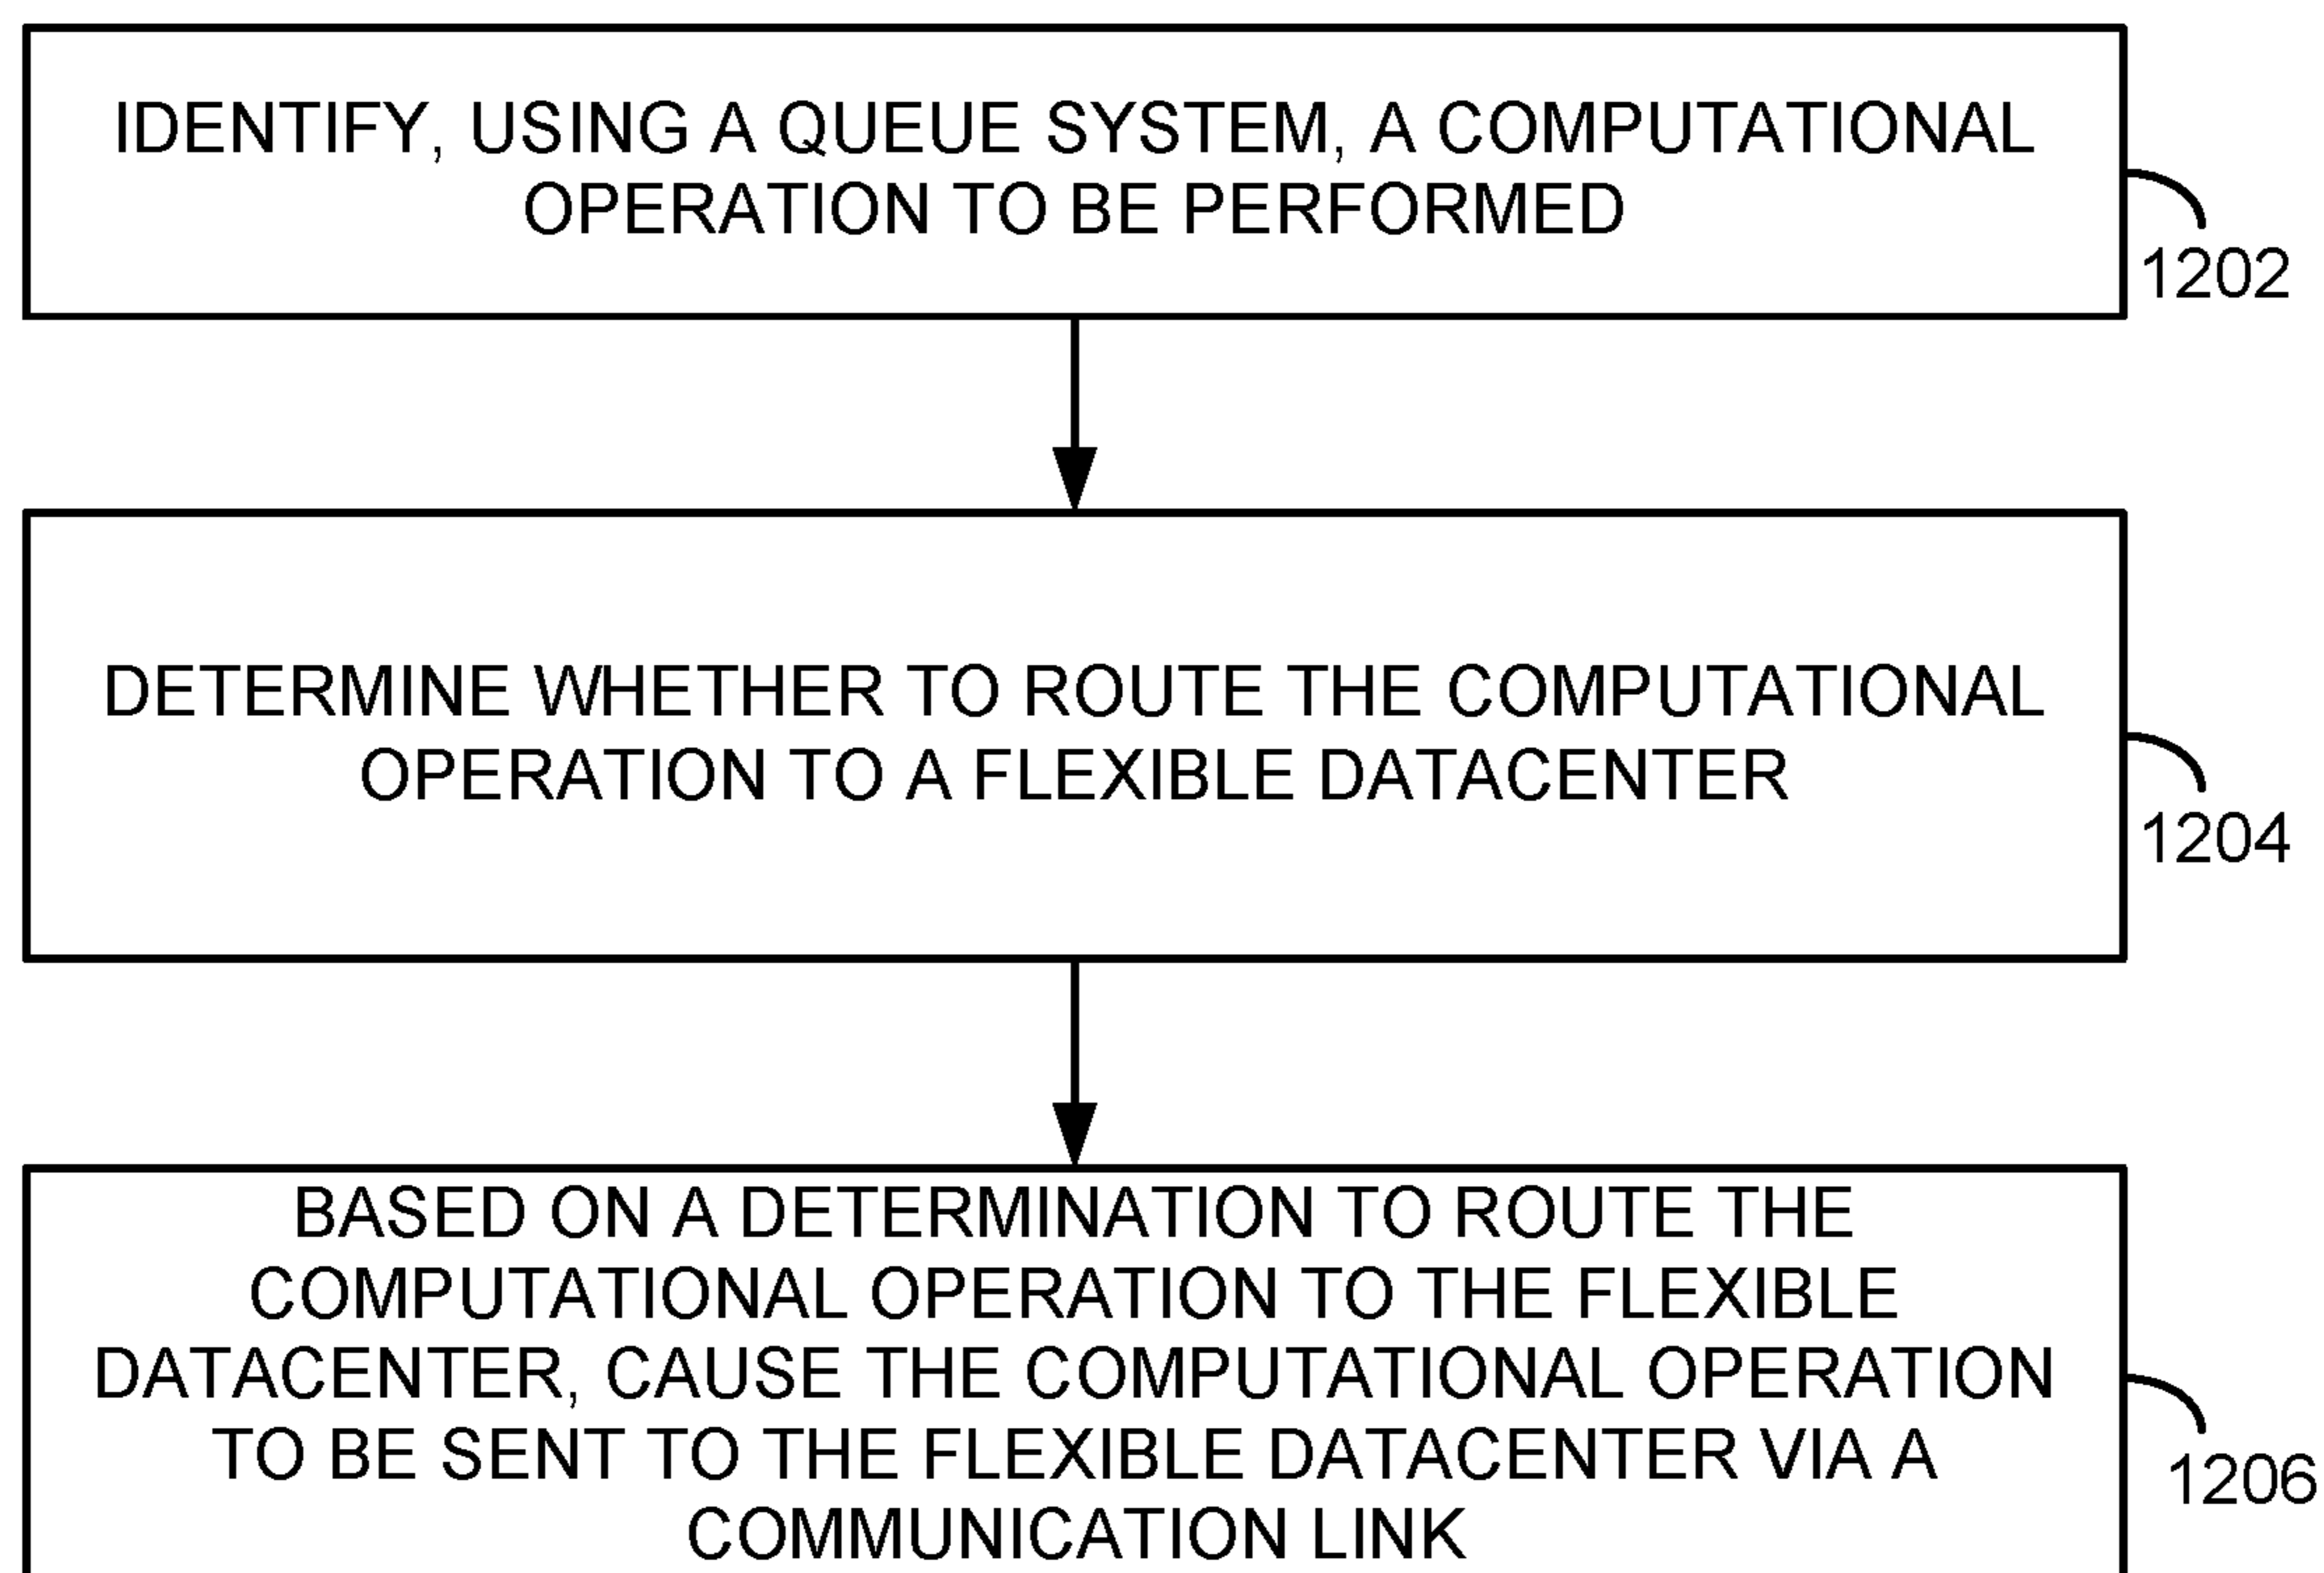 IDENTIFY, USING A QUEUE SYSTEM, A COMPUTATIONAL
OPERATION TO BE PERFORMED
1202
DETERMINE WHETHER TO ROUTE THE COMPUTATIONAL
OPERATION TO A FLEXIBLE DATACENTER
1204
BASED ON A DETERMINATION TO ROUTE THE
COMPUTATIONAL OPERATION TO THE FLEXIBLE
DATACENTER, CAUSE THE COMPUTATIONAL OPERATION
TO BE SENT TO THE FLEXIBLE DATACENTER VIA A
COMMUNICATION LINK
1206